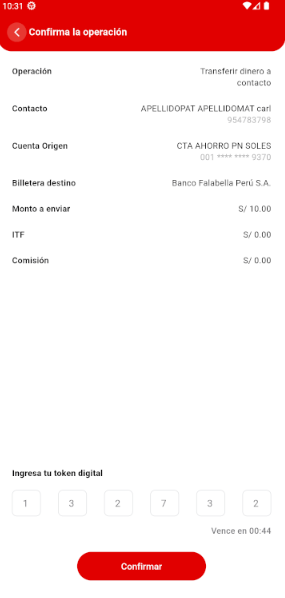 10:31
Confirma la operación
Operación
Transferir dinero a
contacto
Contacto
APELLIDOPAT APELLIDOMAT carl
954783798
Cuenta Origen
CTA AHORRO PN SOLES
001 **** **** 9370
Billetera destino
Banco Falabella Perú S.A.
Monto a enviar
S/ 10.00
ITF
S/ 0.00
Comisión
S/ 0.00
Ingresa tu token digital
1 3 2 7 3 2
Vence en 00:44
Confirmar